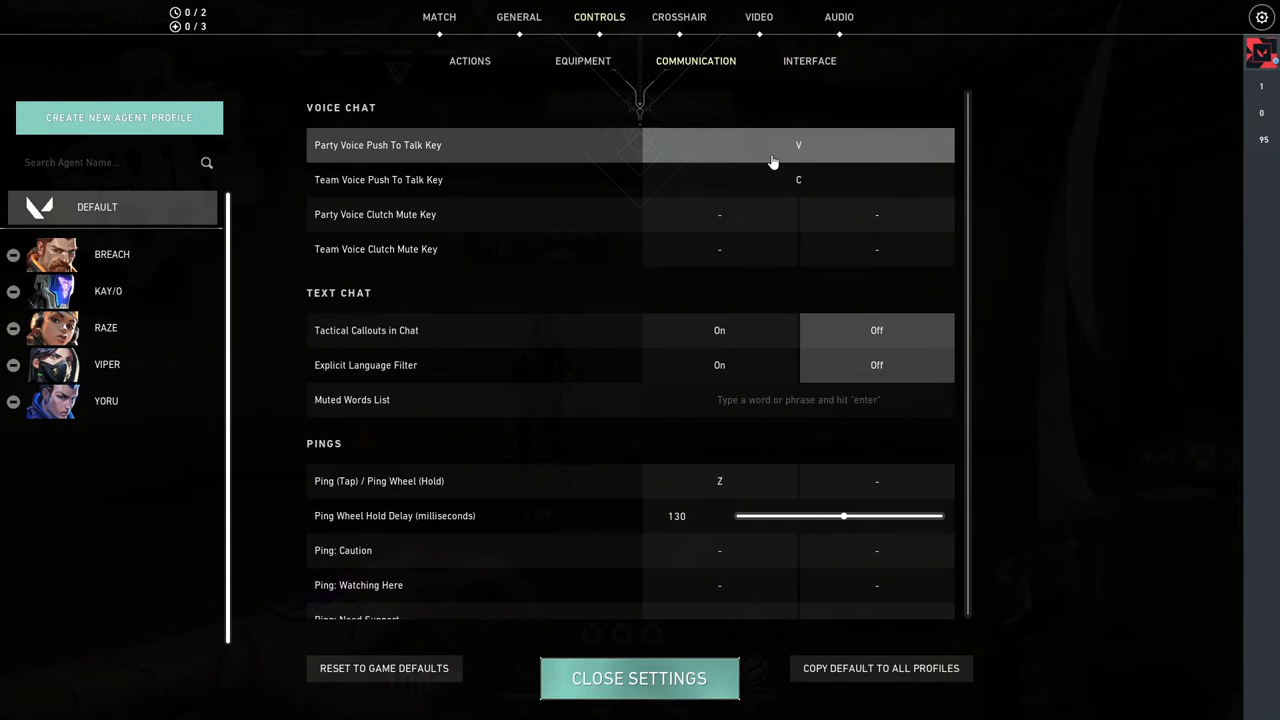 0 / 2
0 / 3
MATCH
GENERAL
CONTROLS
CROSSHAIR
VIDEO
AUDIO
ACTIONS
EQUIPMENT
COMMUNICATION
INTERFACE
CREATE NEW AGENT PROFILE
Search Agent Name...
DEFAULT
BREACH
KAY/O
RAZE
VIPER
YORU
VOICE CHAT
Party Voice Push To Talk Key V
Team Voice Push To Talk Key C
Party Voice Clutch Mute Key - -
Team Voice Clutch Mute Key - -
TEXT CHAT
Tactical Callouts in Chat On Off
Explicit Language Filter On Off
Muted Words List Type a word or phrase and hit "enter"
PINGS
Ping (Tap) / Ping Wheel (Hold) Z -
Ping Wheel Hold Delay (milliseconds) 130
Ping: Caution - -
Ping: Watching Here - -
Ping: Need Support
RESET TO GAME DEFAULTS
CLOSE SETTINGS
COPY DEFAULT TO ALL PROFILES
1
0
95